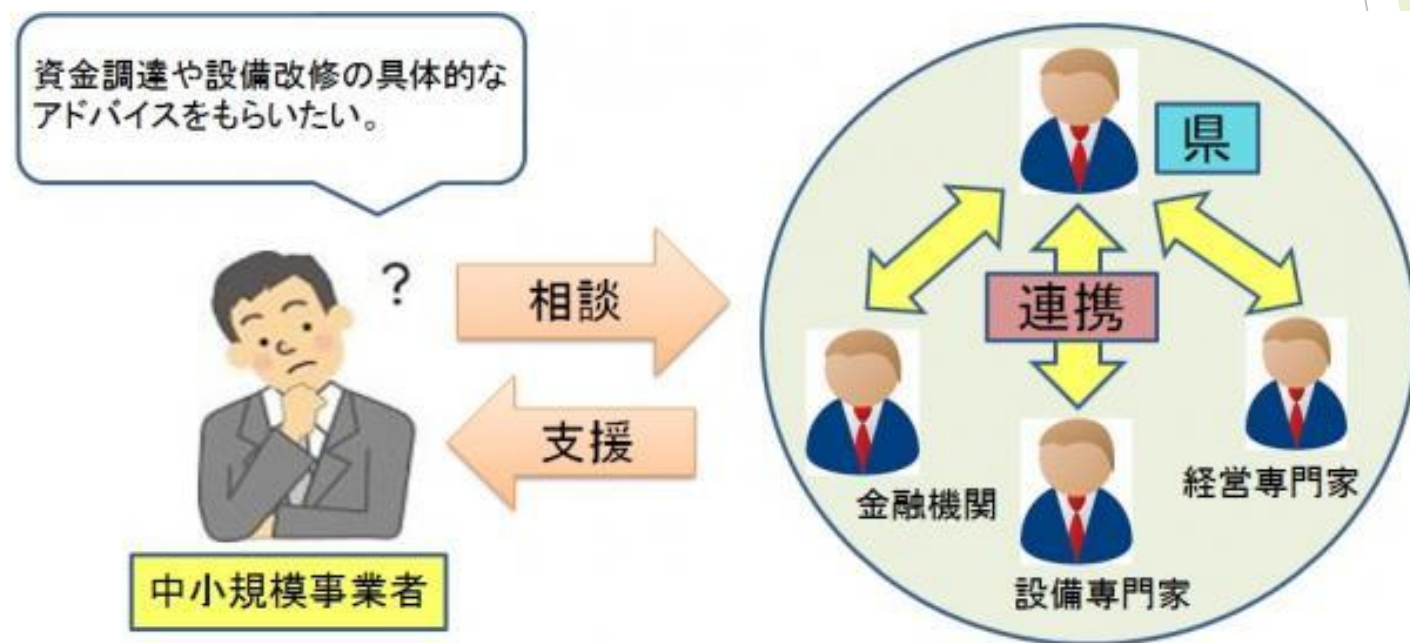 資金調達や設備改修の具体的な
アドバイスをもらいたい。
?
相談
支援
中小規模事業者
県
連携
金融機関
設備専門家
経営専門家